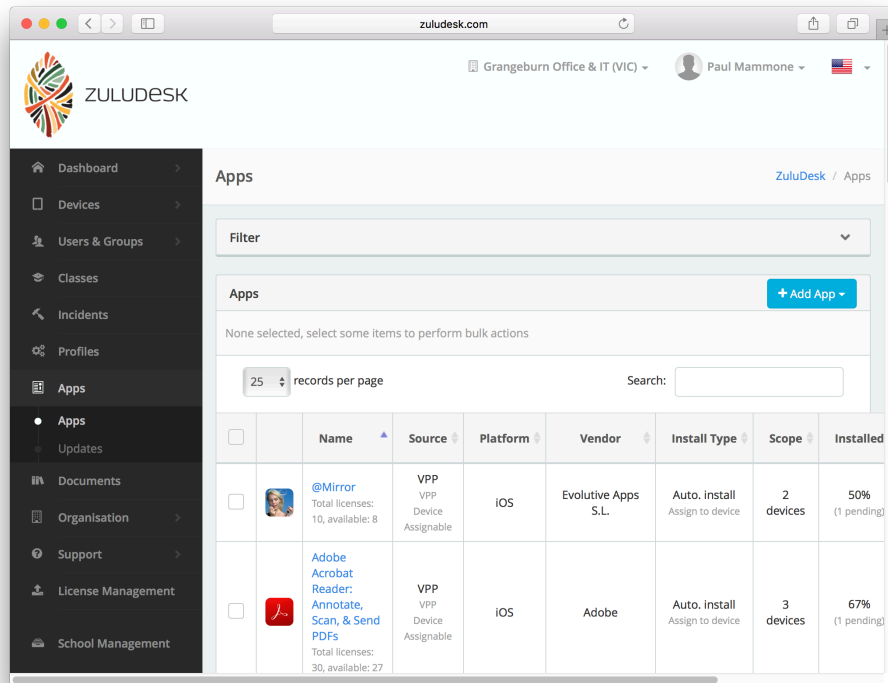 zuludesk.com
ZULUDESK
Grangeburn Office & IT (VIC)
Paul Mammone
Dashboard
Devices
Users & Groups
Classes
Incidents
Profiles
Apps
Apps
Updates
Documents
Organisation
Support
License Management
School Management
Apps
ZuluDesk / Apps
Filter
Apps
+ Add App
None selected, select some items to perform bulk actions
25 records per page
Search:
Name Source Platform Vendor Install Type Scope Installed
@Mirror
Total licenses:
10, available: 8
VPP
VPP
Device
Assignable
iOS
Evolutive Apps
S.L.
Auto. install
Assign to device
2
devices
50%
(1 pending)
Adobe
Acrobat
Reader:
Annotate,
Scan, & Send
PDFs
Total licenses:
30, available: 27
VPP
VPP
Device
Assignable
iOS
Adobe
Auto. install
Assign to device
3
devices
67%
(1 pending)